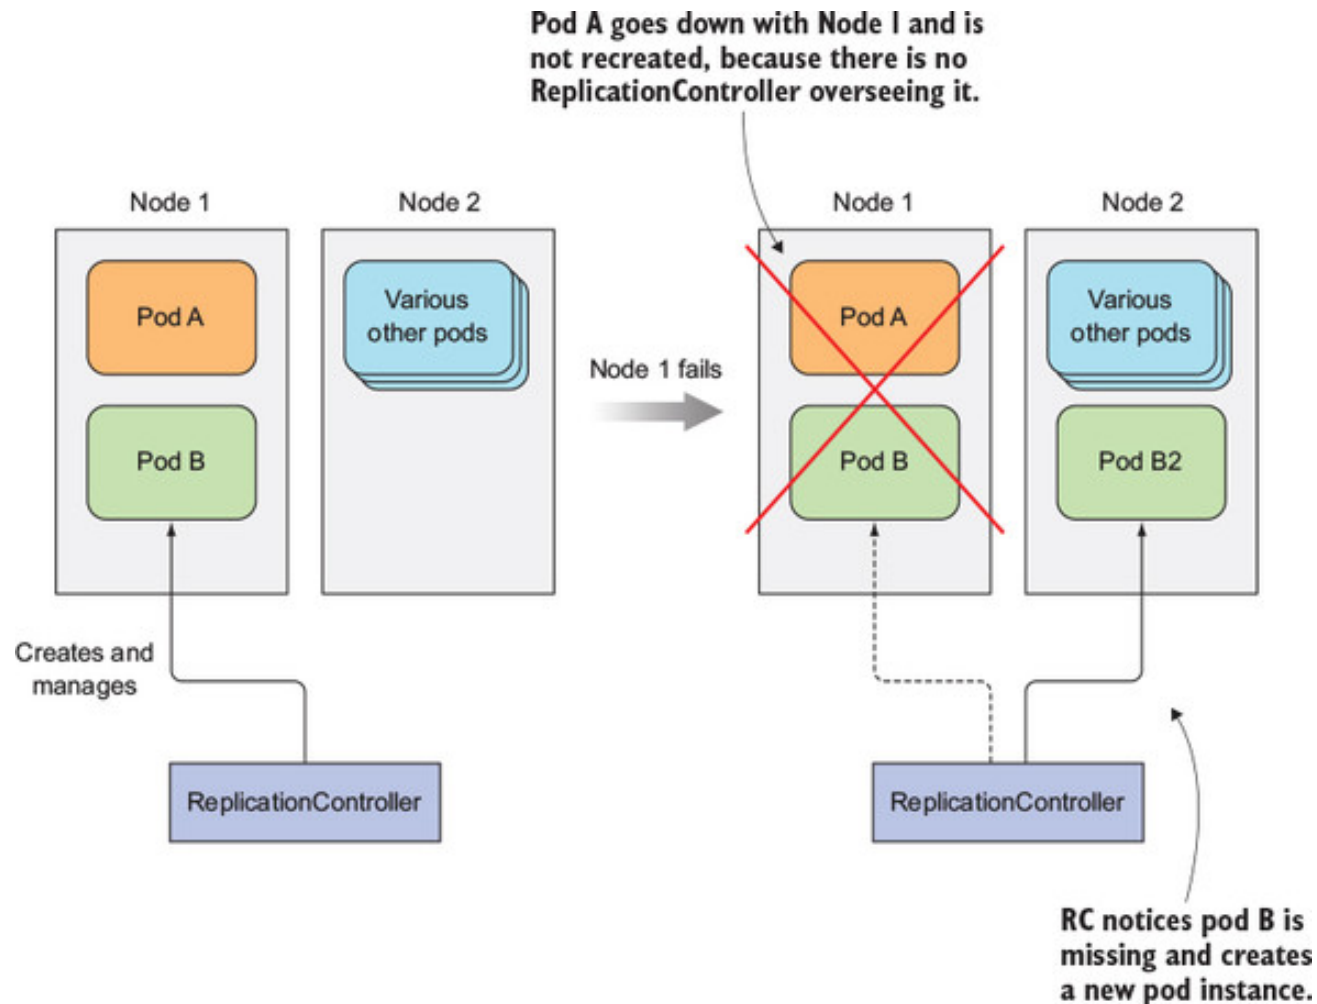 Pod A goes down with Node 1 and is
not recreated, because there is no
ReplicationController overseeing it.
Node 1
Node 2
Pod A
Various
other pods
Pod B
Creates and
manages
ReplicationController
Node 1 fails
Node 1
Node 2
Pod A
Various
other pods
Pod B
Pod B2
ReplicationController
RC notices pod B is
missing and creates
a new pod instance.